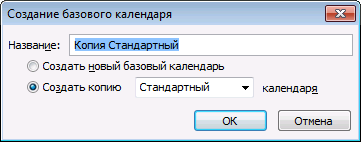 Создание базового календаря
Название: Копия Стандартный
Создать новый базовый календарь
Создать копию Стандартный календаря
ОК Отмена